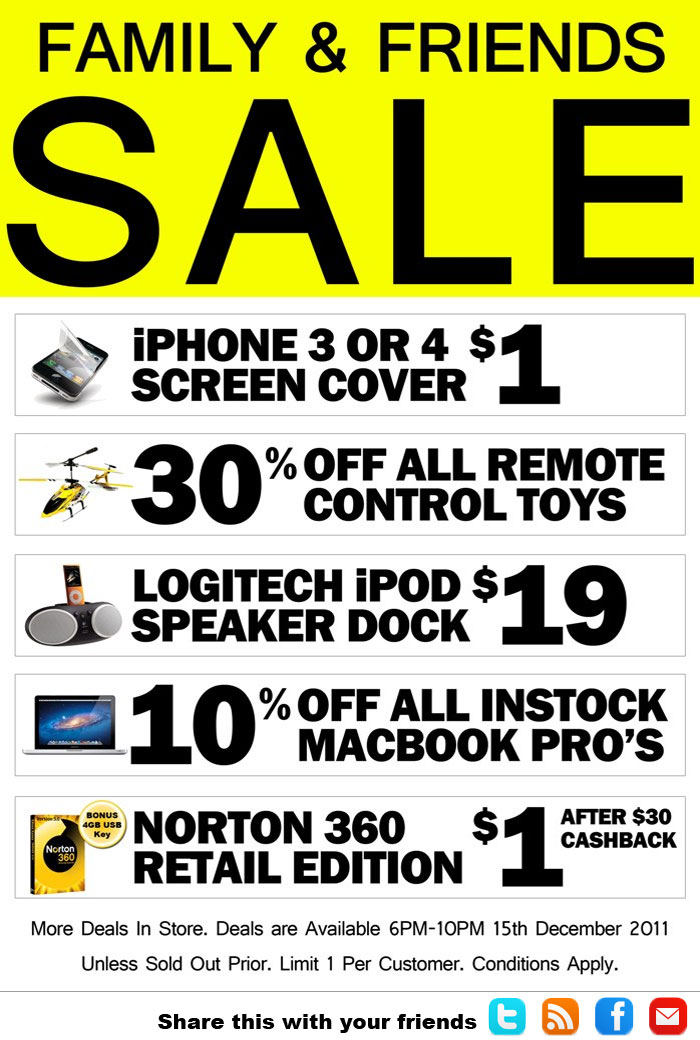 FAMILY & FRIENDS
SALE
iPHONE 3 OR 4 $1
SCREEN COVER
30% OFF ALL REMOTE
CONTROL TOYS
LOGITECH iPOD $19
SPEAKER DOCK
10% OFF ALL INSTOCK
MACBOOK PRO'S
BONUS
4GB USB
Key
Norton
360
NORTON 360
RETAIL EDITION
$1
AFTER $30
CASHBACK
More Deals In Store. Deals are Available 6PM-10PM 15th December 2011
Unless Sold Out Prior. Limit 1 Per Customer. Conditions Apply.
Share this with your friends